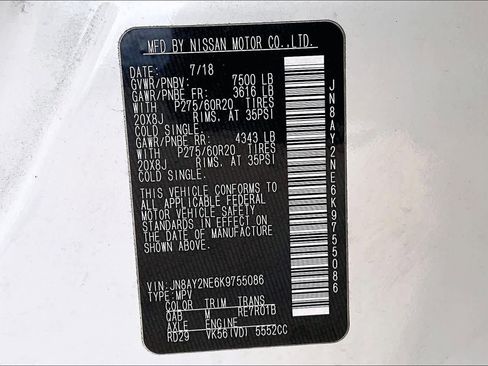 MFD BY NISSAN MOTOR CO.,LTD.
DATE: 7/18
GVWR/PNBV: 7500 LB
GAWR/PNBE FR: 3616 LB
WITH P275/60R20 TIRES
20X8J RIMS. AT 35PSI
COLD SINGLE.
GAWR/PNBE RR: 4343 LB
WITH P275/60R20 TIRES
20X8J RIMS. AT 35PSI
COLD SINGLE.
THIS VEHICLE CONFORMS TO
ALL APPLICABLE FEDERAL
MOTOR VEHICLE SAFETY
STANDARDS IN EFFECT ON
THE DATE OF MANUFACTURE
SHOWN ABOVE.
VIN: JN8AY2NE6K9755086
TYPE: MPV
COLOR TRIM TRANS
QAB M RE7R01B
AXLE ENGINE
RD29 VK56(VD) 5552CC
JN8AY2NE6K9755086